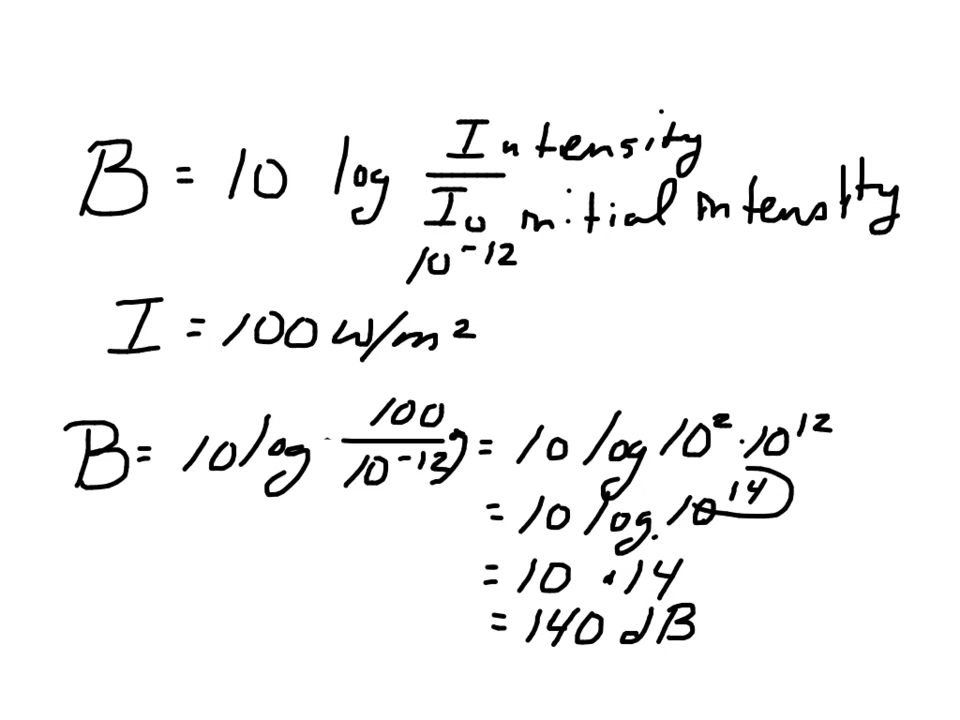 B = 10 log I ntensity / I₀ initial intensity
10⁻¹²
I = 100 w/m²
B = 10 log 100 / 10⁻¹² = 10 log 10² · 10¹²
= 10 log 10¹⁴
= 10 · 14
= 140 dB